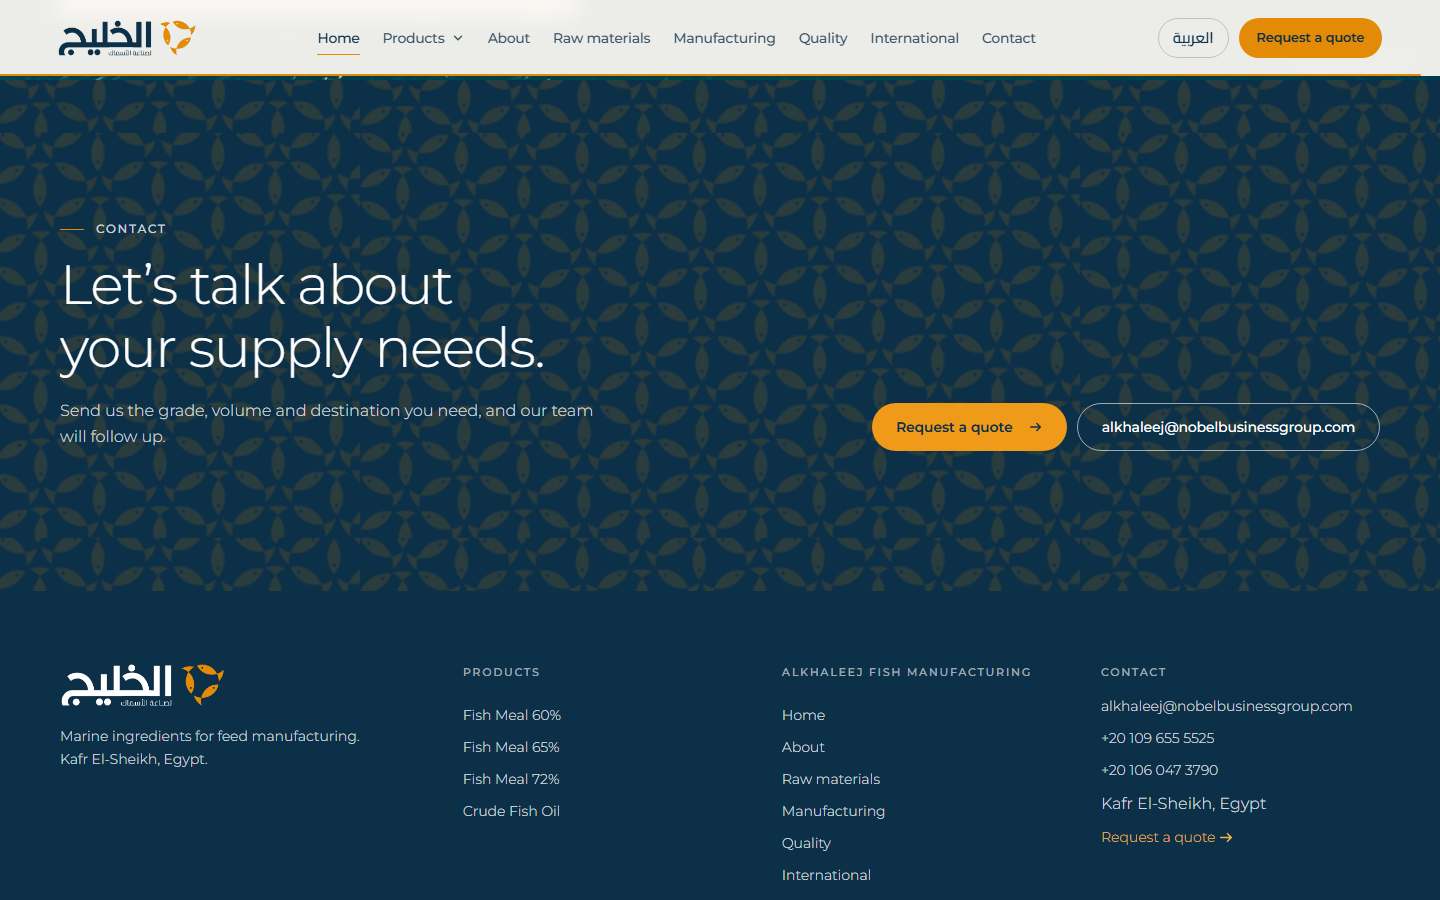 الخليج
لصناعة الأسماك
Home
Products
About
Raw materials
Manufacturing
Quality
International
Contact
العربية
Request a quote
CONTACT
Let’s talk about
your supply needs.
Send us the grade, volume and destination you need, and our team
will follow up.
Request a quote →
alkhaleej@nobelbusinessgroup.com
الخليج
لصناعة الأسماك
Marine ingredients for feed manufacturing.
Kafr El-Sheikh, Egypt.
PRODUCTS
Fish Meal 60%
Fish Meal 65%
Fish Meal 72%
Crude Fish Oil
ALKHALEEJ FISH MANUFACTURING
Home
About
Raw materials
Manufacturing
Quality
International
CONTACT
alkhaleej@nobelbusinessgroup.com
+20 109 655 5525
+20 106 047 3790
Kafr El-Sheikh, Egypt
Request a quote →